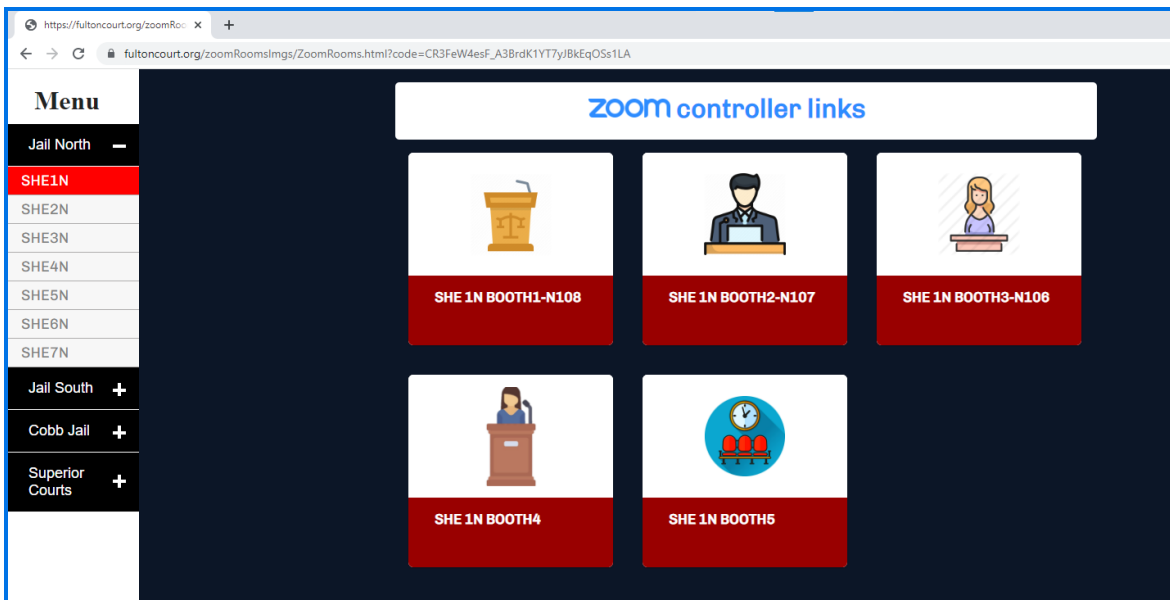 https://fultoncourt.org/zoomRoo
fultoncourt.org/zoomRoomsImgs/ZoomRooms.html?code=CR3FeW4esF_A3BrdK1YT7yJBkEqOSs1LA
Menu
Jail North
SHE1N
SHE2N
SHE3N
SHE4N
SHE5N
SHE6N
SHE7N
Jail South
Cobb Jail
Superior
Courts
zoom controller links
SHE 1N BOOTH1-N108
SHE 1N BOOTH2-N107
SHE 1N BOOTH3-N106
SHE 1N BOOTH4
SHE 1N BOOTH5